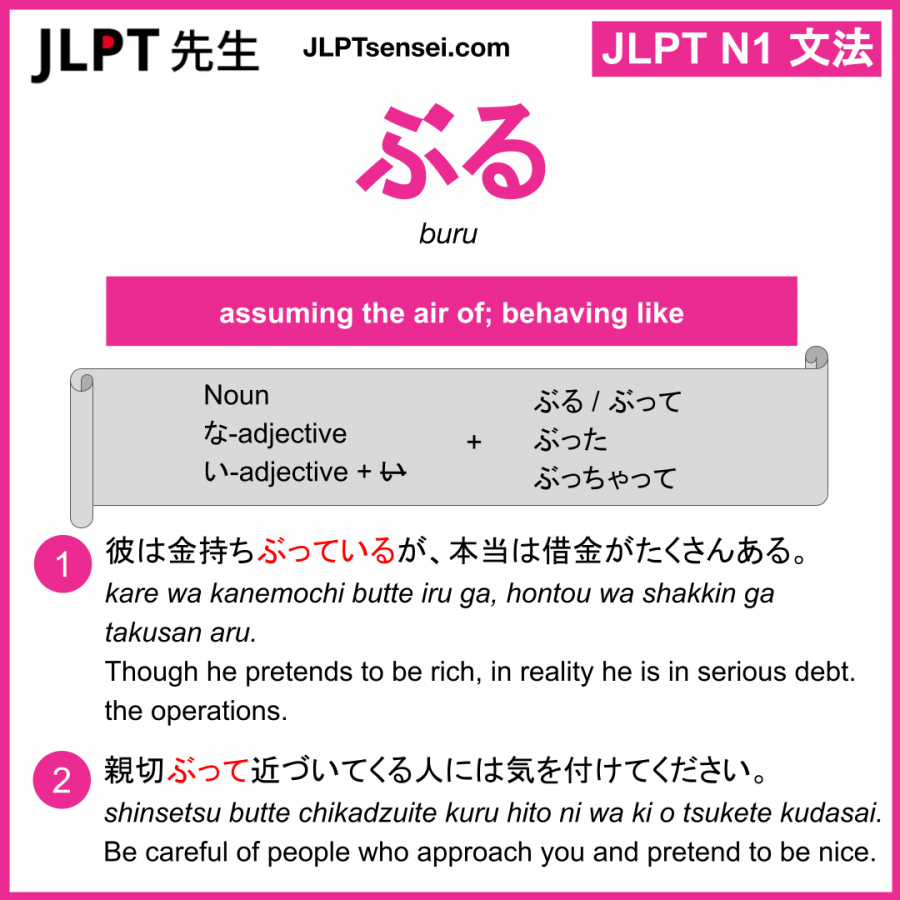 JLPT 先生
JLPTsensei.com
JLPT N1 文法
ぶる
buru
assuming the air of; behaving like
Noun
な-adjective
い-adjective + い
+
ぶる / ぶって
ぶった
ぶっちゃって
1
彼は金持ちぶっているが、本当は借金がたくさんある。
kare wa kanemochi butte iru ga, hontou wa shakkin ga
takusan aru.
Though he pretends to be rich, in reality he is in serious debt.
the operations.
2
親切ぶって近づいてくる人には気を付けてください。
shinsetsu butte chikadzuite kuru hito ni wa ki o tsukete kudasai.
Be careful of people who approach you and pretend to be nice.